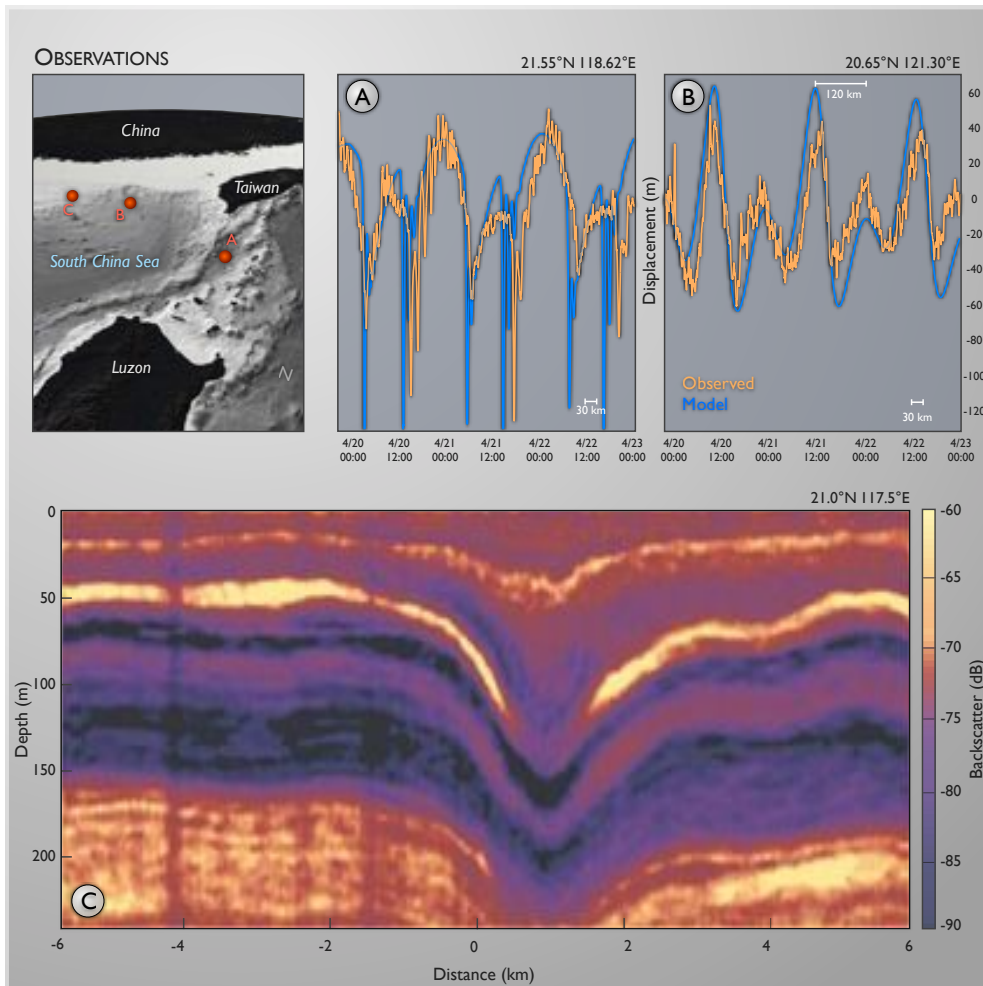 OBSERVATIONS
21.55°N 118.62°E
20.65°N 121.30°E
China
Taiwan
C
B
A
South China Sea
Luzon
N
A
30 km
4/20 4/20 4/21 4/21 4/22 4/22 4/23
00:00 12:00 00:00 12:00 00:00 12:00 00:00
Displacement (m)
B
120 km
Observed
Model
30 km
60
40
20
0
-20
-40
-60
-80
-100
-120
4/20 4/20 4/21 4/21 4/22 4/22 4/23
00:00 12:00 00:00 12:00 00:00 12:00 00:00
21.0°N 117.5°E
Depth (m)
0
50
100
150
200
C
-6 -4 -2 0 2 4 6
Distance (km)
-60
-65
-70
-75
-80
-85
-90
Backscatter (dB)